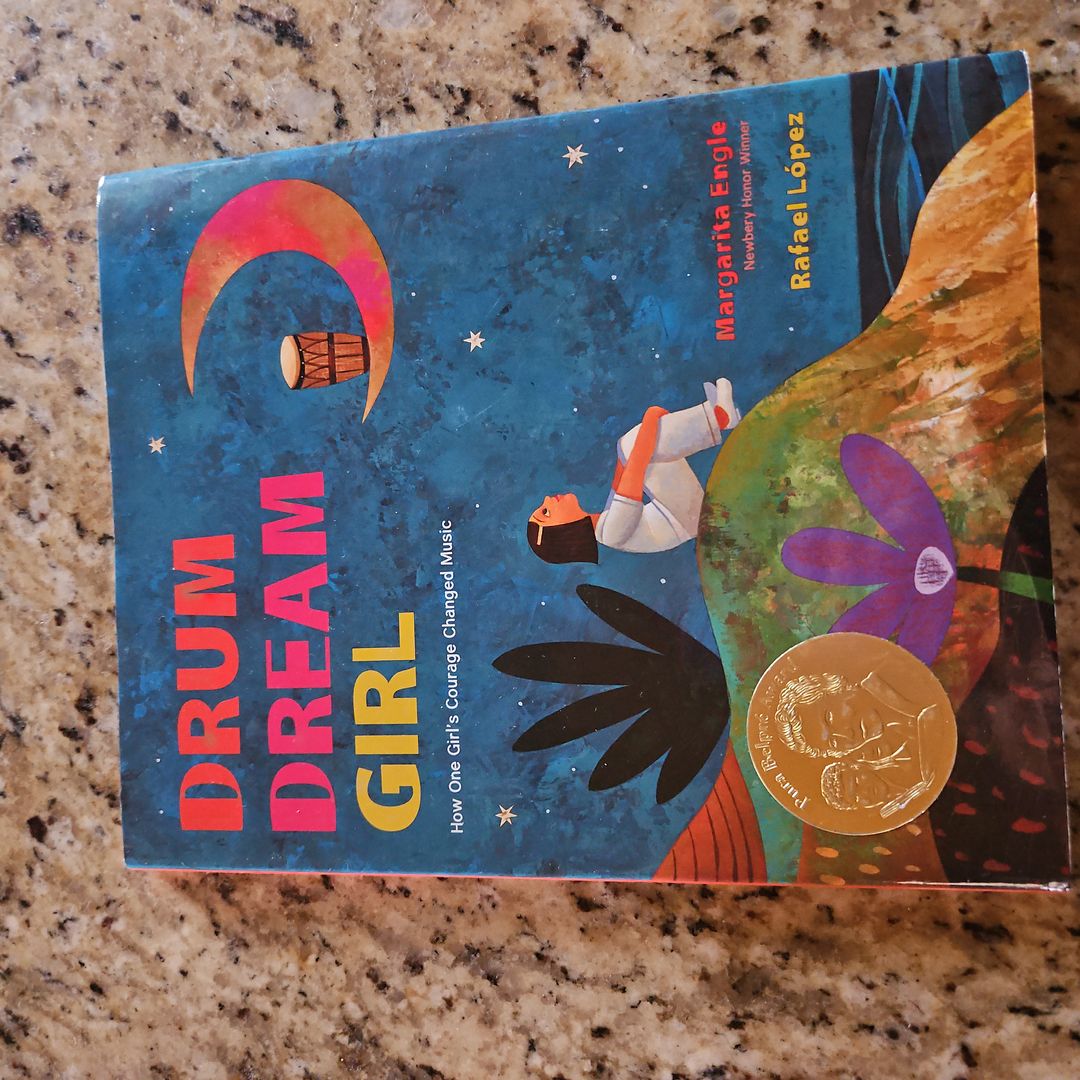 DRUM
DREAM
GIRL
How One Girl's Courage Changed Music
Margarita Engle
Newbery Honor Winner
Rafael López
Pura Belpré Award